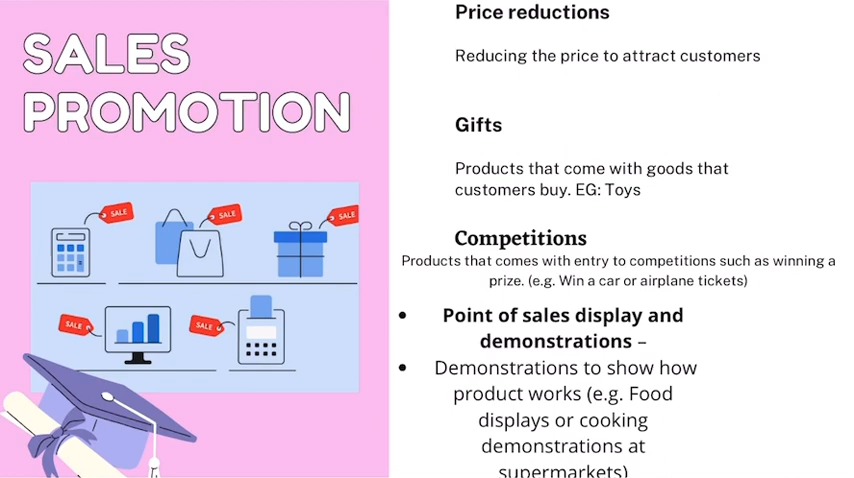 SALES
PROMOTION
SALE
SALE
SALE
SALE
SALE
Price reductions
Reducing the price to attract customers
Gifts
Products that come with goods that
customers buy. EG: Toys
Competitions
Products that comes with entry to competitions such as winning a
prize. (e.g. Win a car or airplane tickets)
• Point of sales display and
demonstrations –
• Demonstrations to show how
product works (e.g. Food
displays or cooking
demonstrations at
supermarkets)